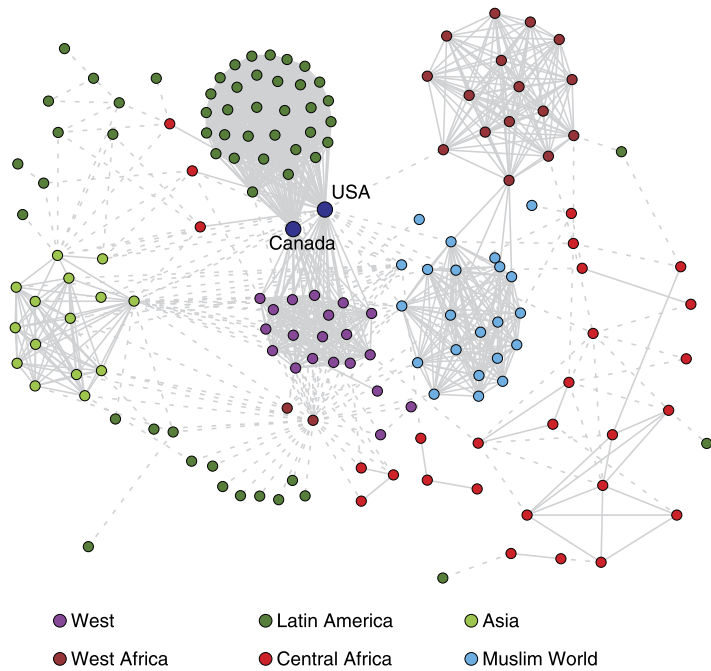 USA
Canada
West
Latin America
Asia
West Africa
Central Africa
Muslim World